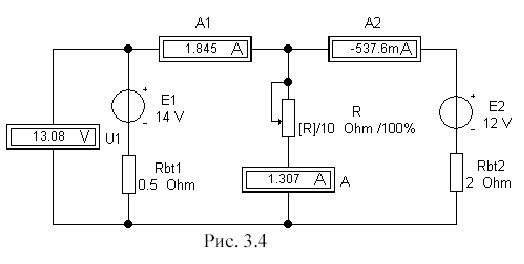 A1
A2
1.845 A
-537.6mA
E1
14 V
R
[R]/10 Ohm /100%
E2
12 V
13.08 V
U1
Rbt1
0.5 Ohm
1.307 A
A
Rbt2
2 Ohm
Рис. 3.4